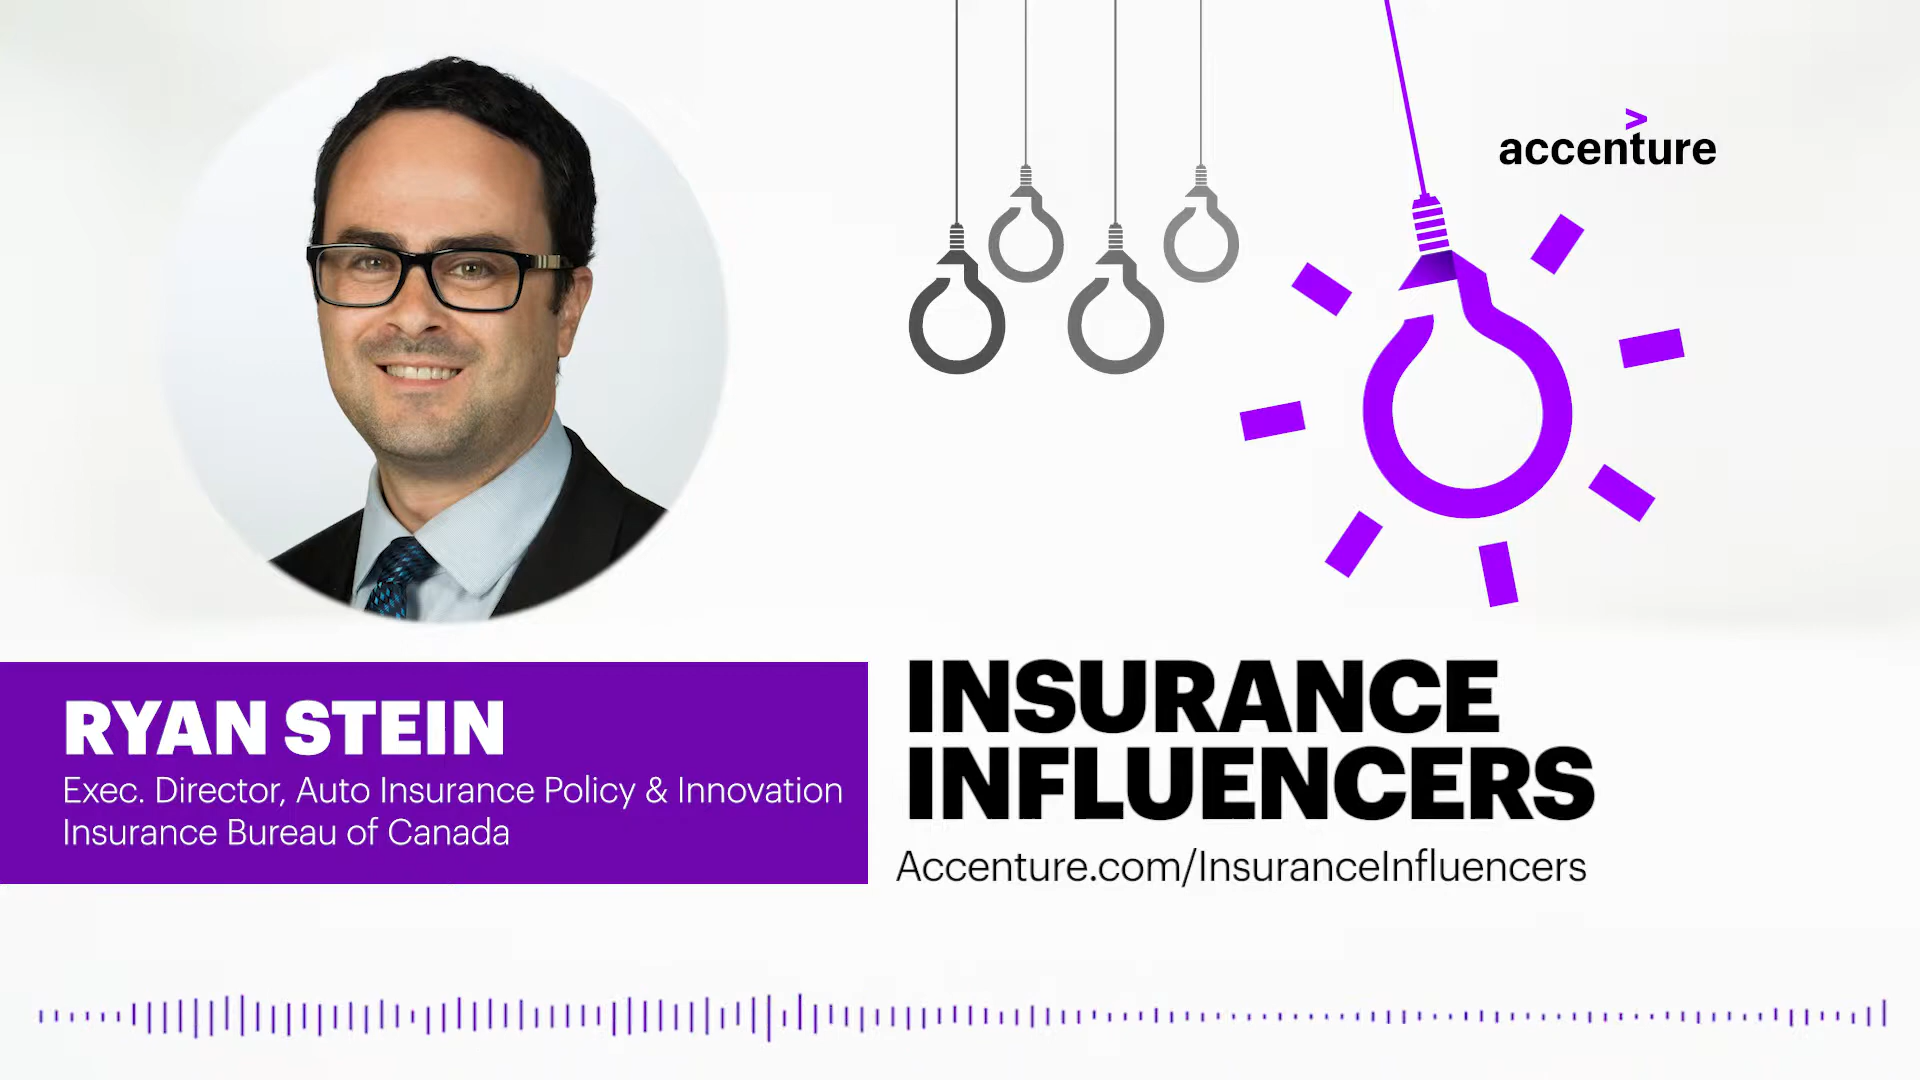 >
accenture
RYAN STEIN
Exec. Director, Auto Insurance Policy & Innovation
Insurance Bureau of Canada
INSURANCE
INFLUENCERS
Accenture.com/InsuranceInfluencers